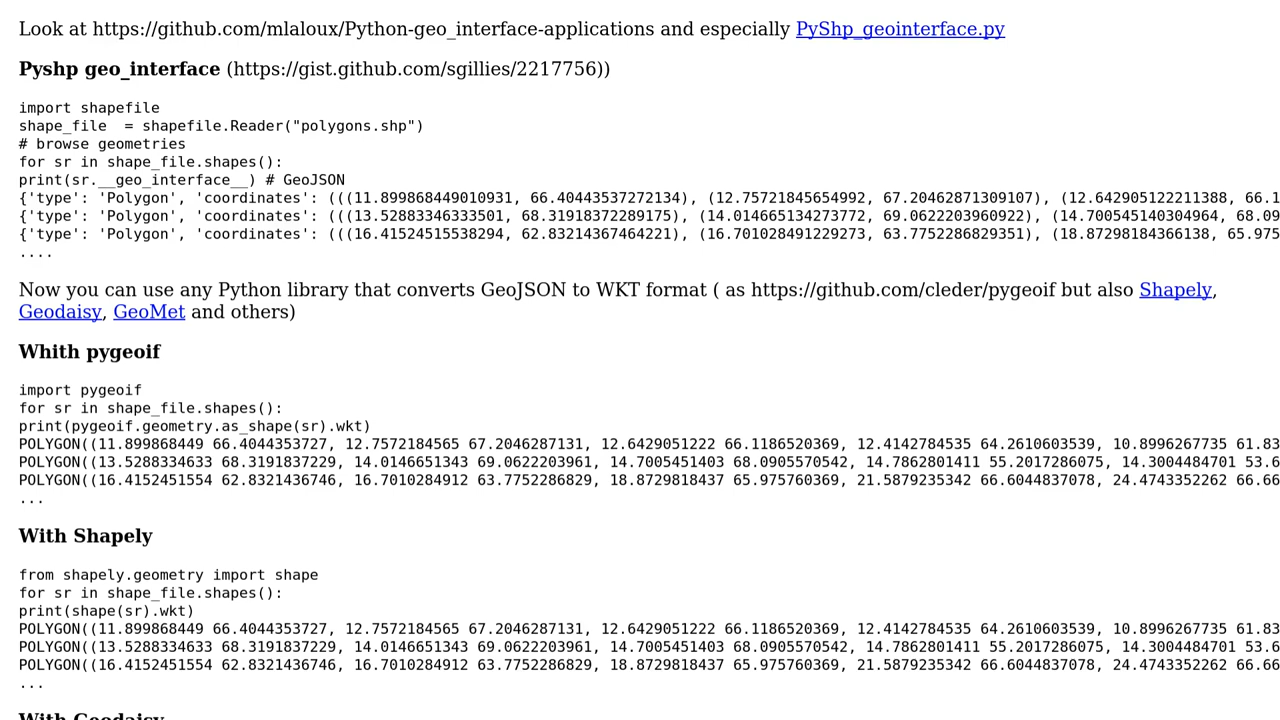 Look at https://github.com/mlaloux/Python-geo_interface-applications and especially PyShp_geointerface.py
Pyshp geo_interface (https://gist.github.com/sgillies/2217756))
import shapefile
shape_file  = shapefile.Reader("polygons.shp")
# browse geometries
for sr in shape_file.shapes():
print(sr.__geo_interface__) # GeoJSON
{'type': 'Polygon', 'coordinates': (((11.899868449010931, 66.40443537272134), (12.75721845654992, 67.20462871309107), (12.642905122211388, 66.1
{'type': 'Polygon', 'coordinates': (((13.52883346333501, 68.31918372289175), (14.014665134273772, 69.0622203960922), (14.700545140304964, 68.09
{'type': 'Polygon', 'coordinates': (((16.41524515538294, 62.83214367464221), (16.701028491229273, 63.7752286829351), (18.87298184366138, 65.975
....
Now you can use any Python library that converts GeoJSON to WKT format ( as https://github.com/cleder/pygeoif but also Shapely,
Geodaisy, GeoMet and others)
Whith pygeoif
import pygeoif
for sr in shape_file.shapes():
print(pygeoif.geometry.as_shape(sr).wkt)
POLYGON((11.899868449 66.4044353727, 12.7572184565 67.2046287131, 12.6429051222 66.1186520369, 12.4142784535 64.2610603539, 10.8996267735 61.83
POLYGON((13.5288334633 68.3191837229, 14.0146651343 69.0622203961, 14.7005451403 68.0905570542, 14.7862801411 55.2017286075, 14.3004484701 53.6
POLYGON((16.4152451554 62.8321436746, 16.7010284912 63.7752286829, 18.8729818437 65.975760369, 21.5879235342 66.6044837078, 24.4743352262 66.66
...
With Shapely
from shapely.geometry import shape
for sr in shape_file.shapes():
print(shape(sr).wkt)
POLYGON((11.899868449 66.4044353727, 12.7572184565 67.2046287131, 12.6429051222 66.1186520369, 12.4142784535 64.2610603539, 10.8996267735 61.83
POLYGON((13.5288334633 68.3191837229, 14.0146651343 69.0622203961, 14.7005451403 68.0905570542, 14.7862801411 55.2017286075, 14.3004484701 53.6
POLYGON((16.4152451554 62.8321436746, 16.7010284912 63.7752286829, 18.8729818437 65.975760369, 21.5879235342 66.6044837078, 24.4743352262 66.66
...
With Geodaisy